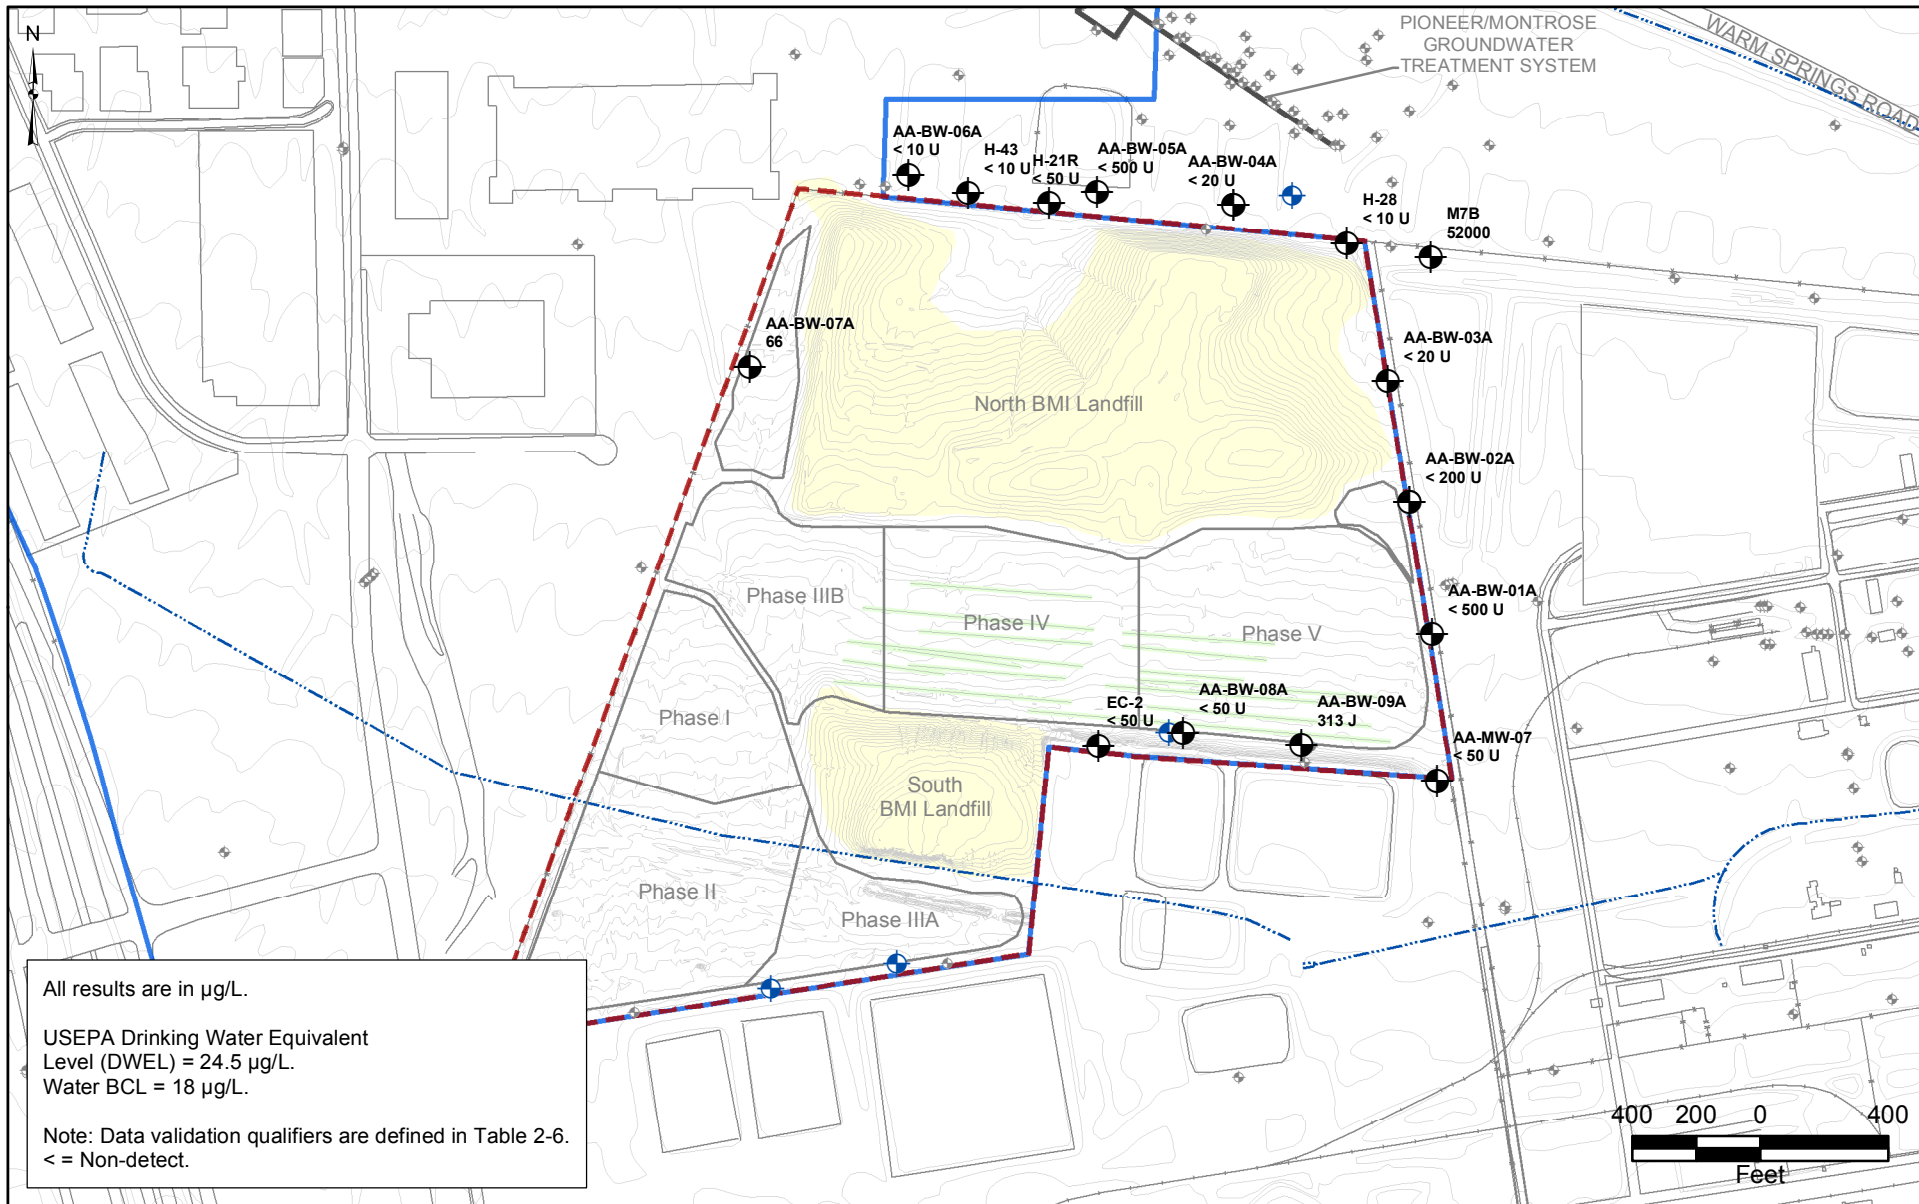 N
PIONEER/MONTROSE
GROUNDWATER
TREATMENT SYSTEM
WARM SPRINGS ROAD
AA-BW-06A
< 10 U
H-43
< 10 U
H-21R
< 50 U
AA-BW-05A
< 500 U
AA-BW-04A
< 20 U
H-28
< 10 U
M7B
52000
AA-BW-07A
66
AA-BW-03A
< 20 U
North BMI Landfill
AA-BW-02A
< 200 U
AA-BW-01A
< 500 U
Phase IIIB
Phase IV
Phase V
Phase I
EC-2
< 50 U
AA-BW-08A
< 50 U
AA-BW-09A
313 J
AA-MW-07
< 50 U
South
BMI Landfill
Phase II
Phase IIIA
All results are in µg/L.
USEPA Drinking Water Equivalent
Level (DWEL) = 24.5 µg/L.
Water BCL = 18 µg/L.
Note: Data validation qualifiers are defined in Table 2-6.
< = Non-detect.
400 200 0 400
Feet